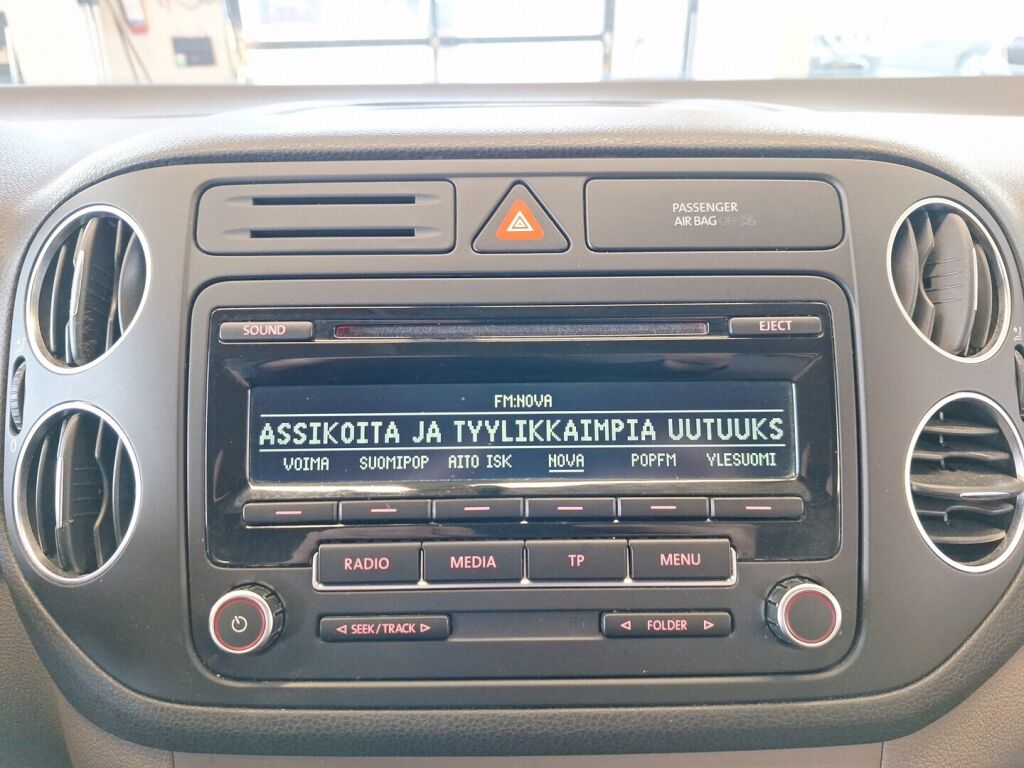 PASSENGER
AIR BAG OFF
SOUND
EJECT
FM:NOVA
ASSIKOITA JA TYYLIKKAIMPIA UUTUUKS
VOIMA SUOMIPOP AITO ISK NOVA POPFM YLESUOMI
RADIO MEDIA TP MENU
SEEK/TRACK
FOLDER